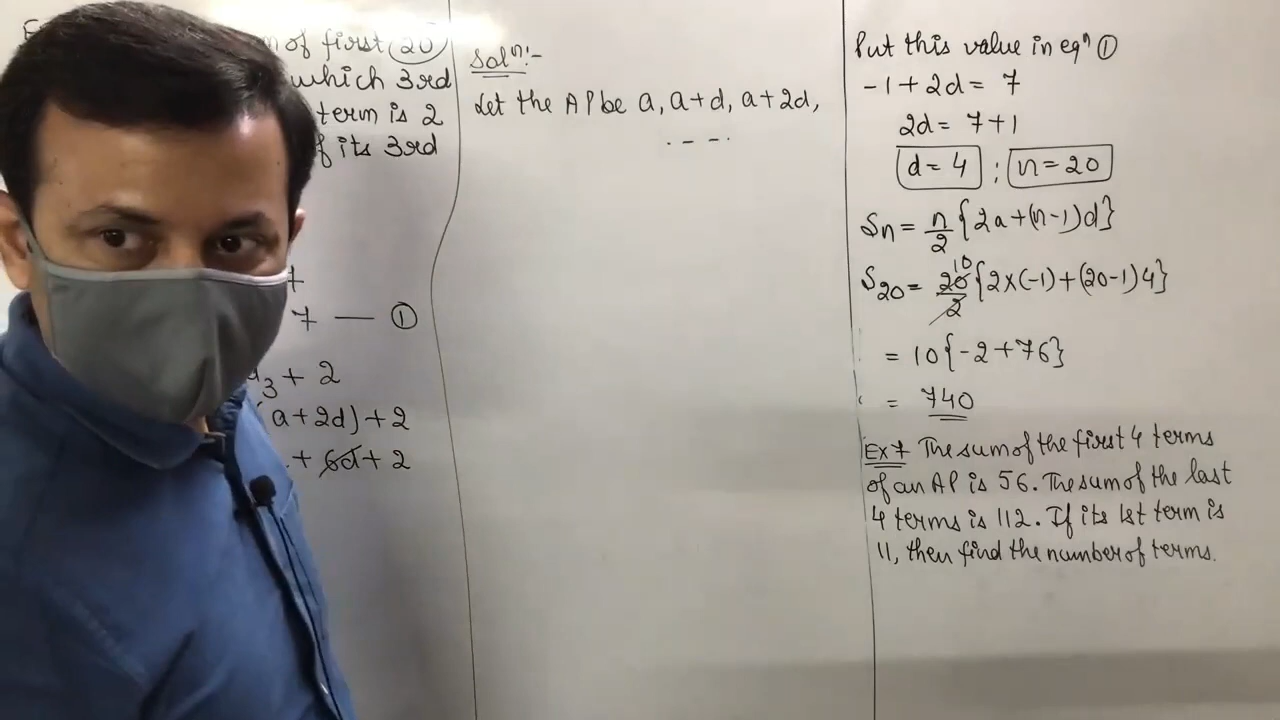 of first 20
which 3rd
term is 2
its 3rd
7 — ①
3 + 2
a + 2d) + 2
+ 6d + 2
Solⁿ:-
Let the AP be a, a+d, a+2d,
. - - .
Put this value in eqⁿ ①
-1 + 2d = 7
2d = 7+1
d = 4 ; n = 20
Sn = n/2 {2a+(n-1)d}
10
S20 = 20/2 {2×(-1)+(20-1)4}
= 10{-2+76}
= 740
Ex 7 The sum of the first 4 terms
of an AP is 56. The sum of the last
4 terms is 112. If its 1st term is
11, then find the number of terms.